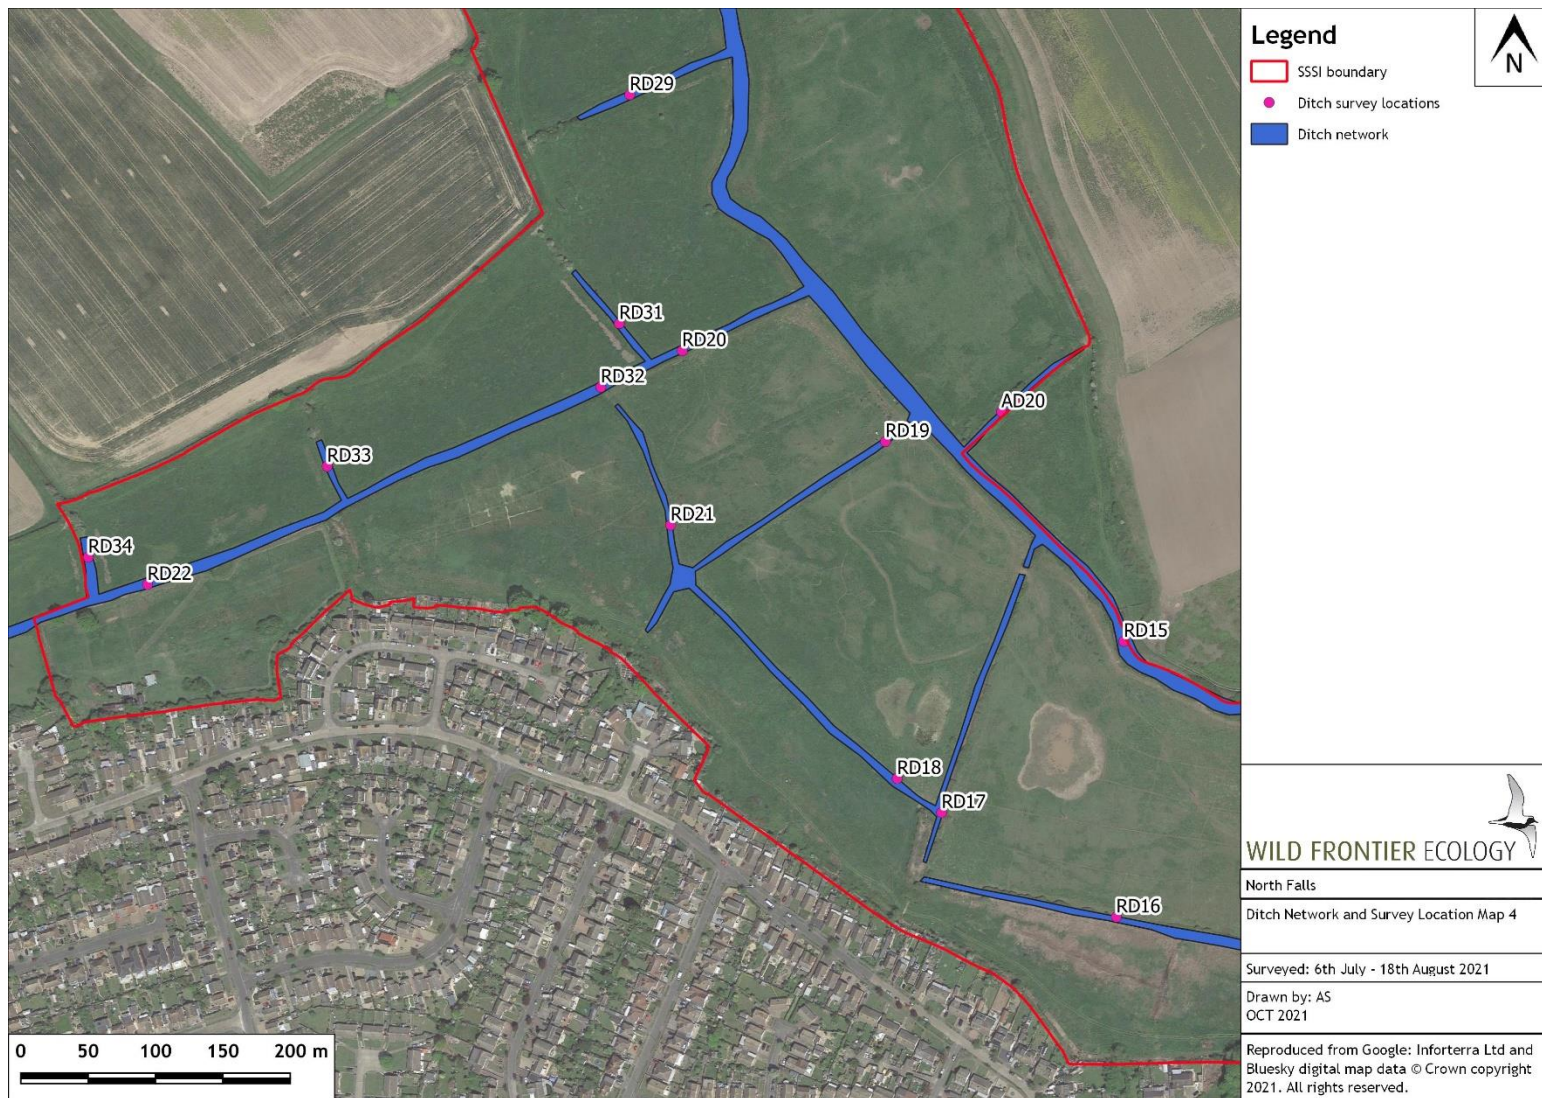 Legend
N
SSSI boundary
Ditch survey locations
Ditch network
RD29
RD31
RD20
RD32
AD20
RD19
RD33
RD21
RD34
RD22
RD15
RD18
RD17
RD16
0 50 100 150 200 m
WILD FRONTIER ECOLOGY
North Falls
Ditch Network and Survey Location Map 4
Surveyed: 6th July - 18th August 2021
Drawn by: AS
OCT 2021
Reproduced from Google: Inforterra Ltd and
Bluesky digital map data © Crown copyright
2021. All rights reserved.